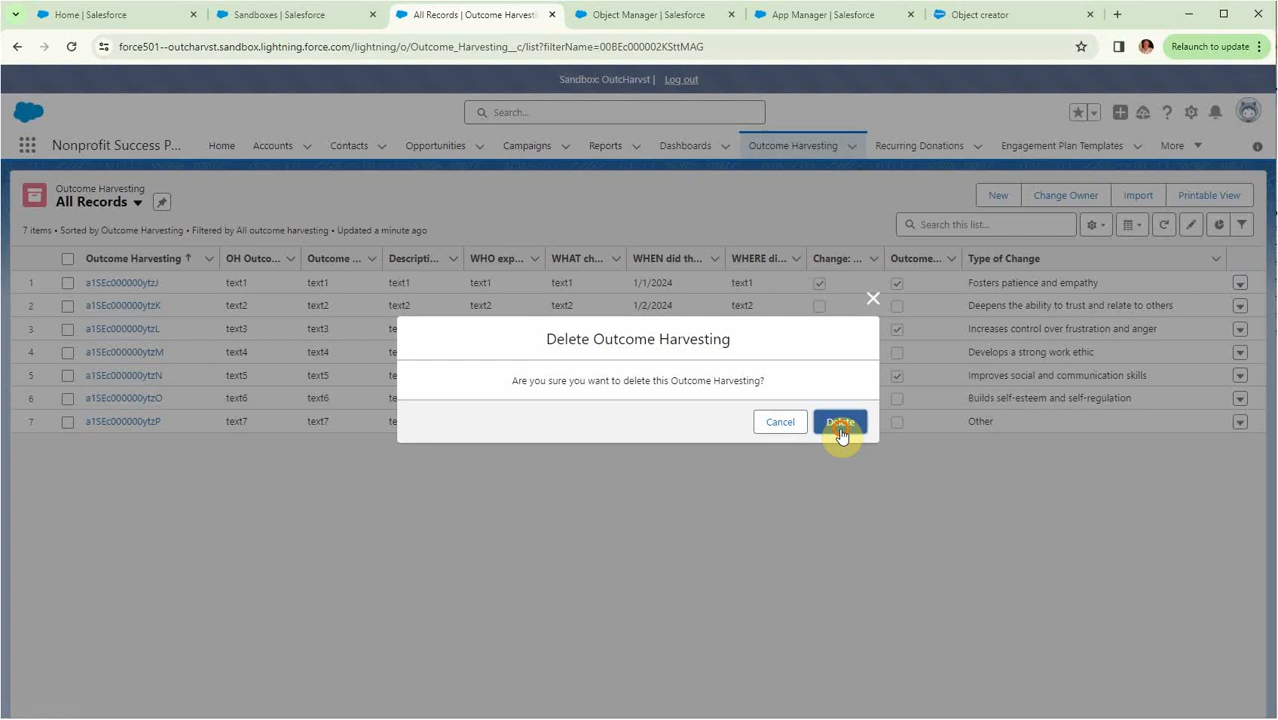 Home | Salesforce
Sandboxes | Salesforce
All Records | Outcome Harvesti
Object Manager | Salesforce
App Manager | Salesforce
Object creator
force501--outcharvst.sandbox.lightning.force.com/lightning/o/Outcome_Harvesting__c/list?filterName=00BEc000002KSttMAG
Relaunch to update
Sandbox: OutcHarvst |
Log out
Search...
Nonprofit Success P...
Home
Accounts
Contacts
Opportunities
Campaigns
Reports
Dashboards
Outcome Harvesting
Recurring Donations
Engagement Plan Templates
More
Outcome Harvesting
All Records
New
Change Owner
Import
Printable View
7 items • Sorted by Outcome Harvesting • Filtered by All outcome harvesting • Updated a minute ago
Search this list...
Outcome Harvesting
OH Outco...
Outcome ...
Descripti...
WHO exp...
WHAT ch...
WHEN did th...
WHERE di...
Change: ...
Outcome...
Type of Change
1 a1SEc000000ytzJ text1 text1 text1 text1 text1 1/1/2024 text1 Fosters patience and empathy
2 a1SEc000000ytzK text2 text2 text2 text2 text2 1/2/2024 text2 Deepens the ability to trust and relate to others
3 a1SEc000000ytzL text3 text3 Increases control over frustration and anger
4 a1SEc000000ytzM text4 text4 Develops a strong work ethic
5 a1SEc000000ytzN text5 text5 Improves social and communication skills
6 a1SEc000000ytzO text6 text6 Builds self-esteem and self-regulation
7 a1SEc000000ytzP text7 text7 Other
Delete Outcome Harvesting
Are you sure you want to delete this Outcome Harvesting?
Cancel
Delete